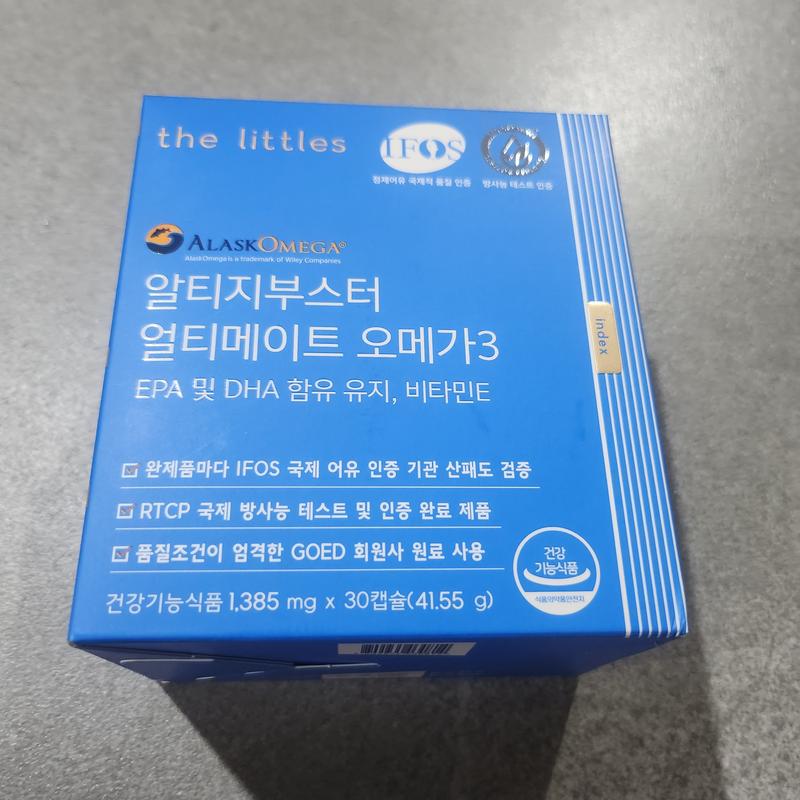 the littles
IFOS
정제어유 국제적 품질 인증
방사능 테스트 인증
ALASKOMEGA®
AlaskOmega is a trademark of Wiley Companies
알티지부스터
얼티메이트 오메가3
EPA 및 DHA 함유 유지, 비타민E
index
완제품마다 IFOS 국제 어유 인증 기관 산패도 검증
RTCP 국제 방사능 테스트 및 인증 완료 제품
품질조건이 엄격한 GOED 회원사 원료 사용
건강
기능식품
식품의약품안전처
건강기능식품 1,385 mg x 30캡슐(41.55 g)